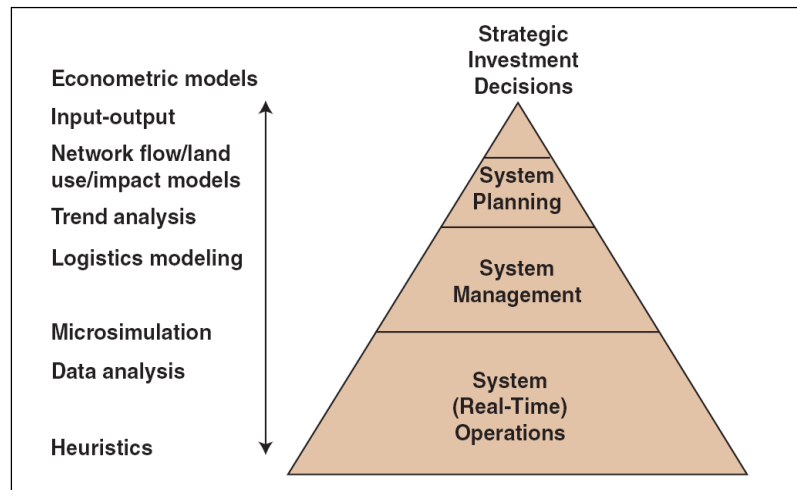 Econometric models
Input-output
Network flow/land
use/impact models
Trend analysis
Logistics modeling
Microsimulation
Data analysis
Heuristics
Strategic
Investment
Decisions
System
Planning
System
Management
System
(Real-Time)
Operations